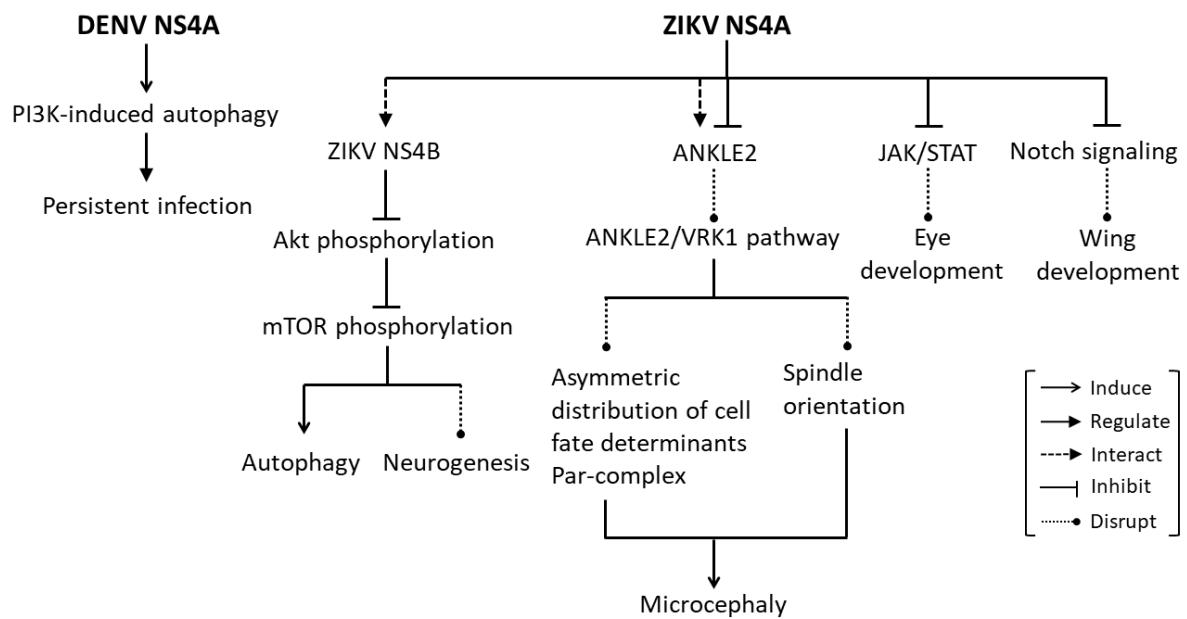 DENV NS4A
PI3K-induced autophagy
Persistent infection
ZIKV NS4A
ZIKV NS4B
Akt phosphorylation
mTOR phosphorylation
Autophagy
Neurogenesis
ANKLE2
ANKLE2/VRK1 pathway
Asymmetric
distribution of cell
fate determinants
Par-complex
Spindle
orientation
Microcephaly
JAK/STAT
Eye
development
Notch signaling
Wing
development
Induce
Regulate
Interact
Inhibit
Disrupt